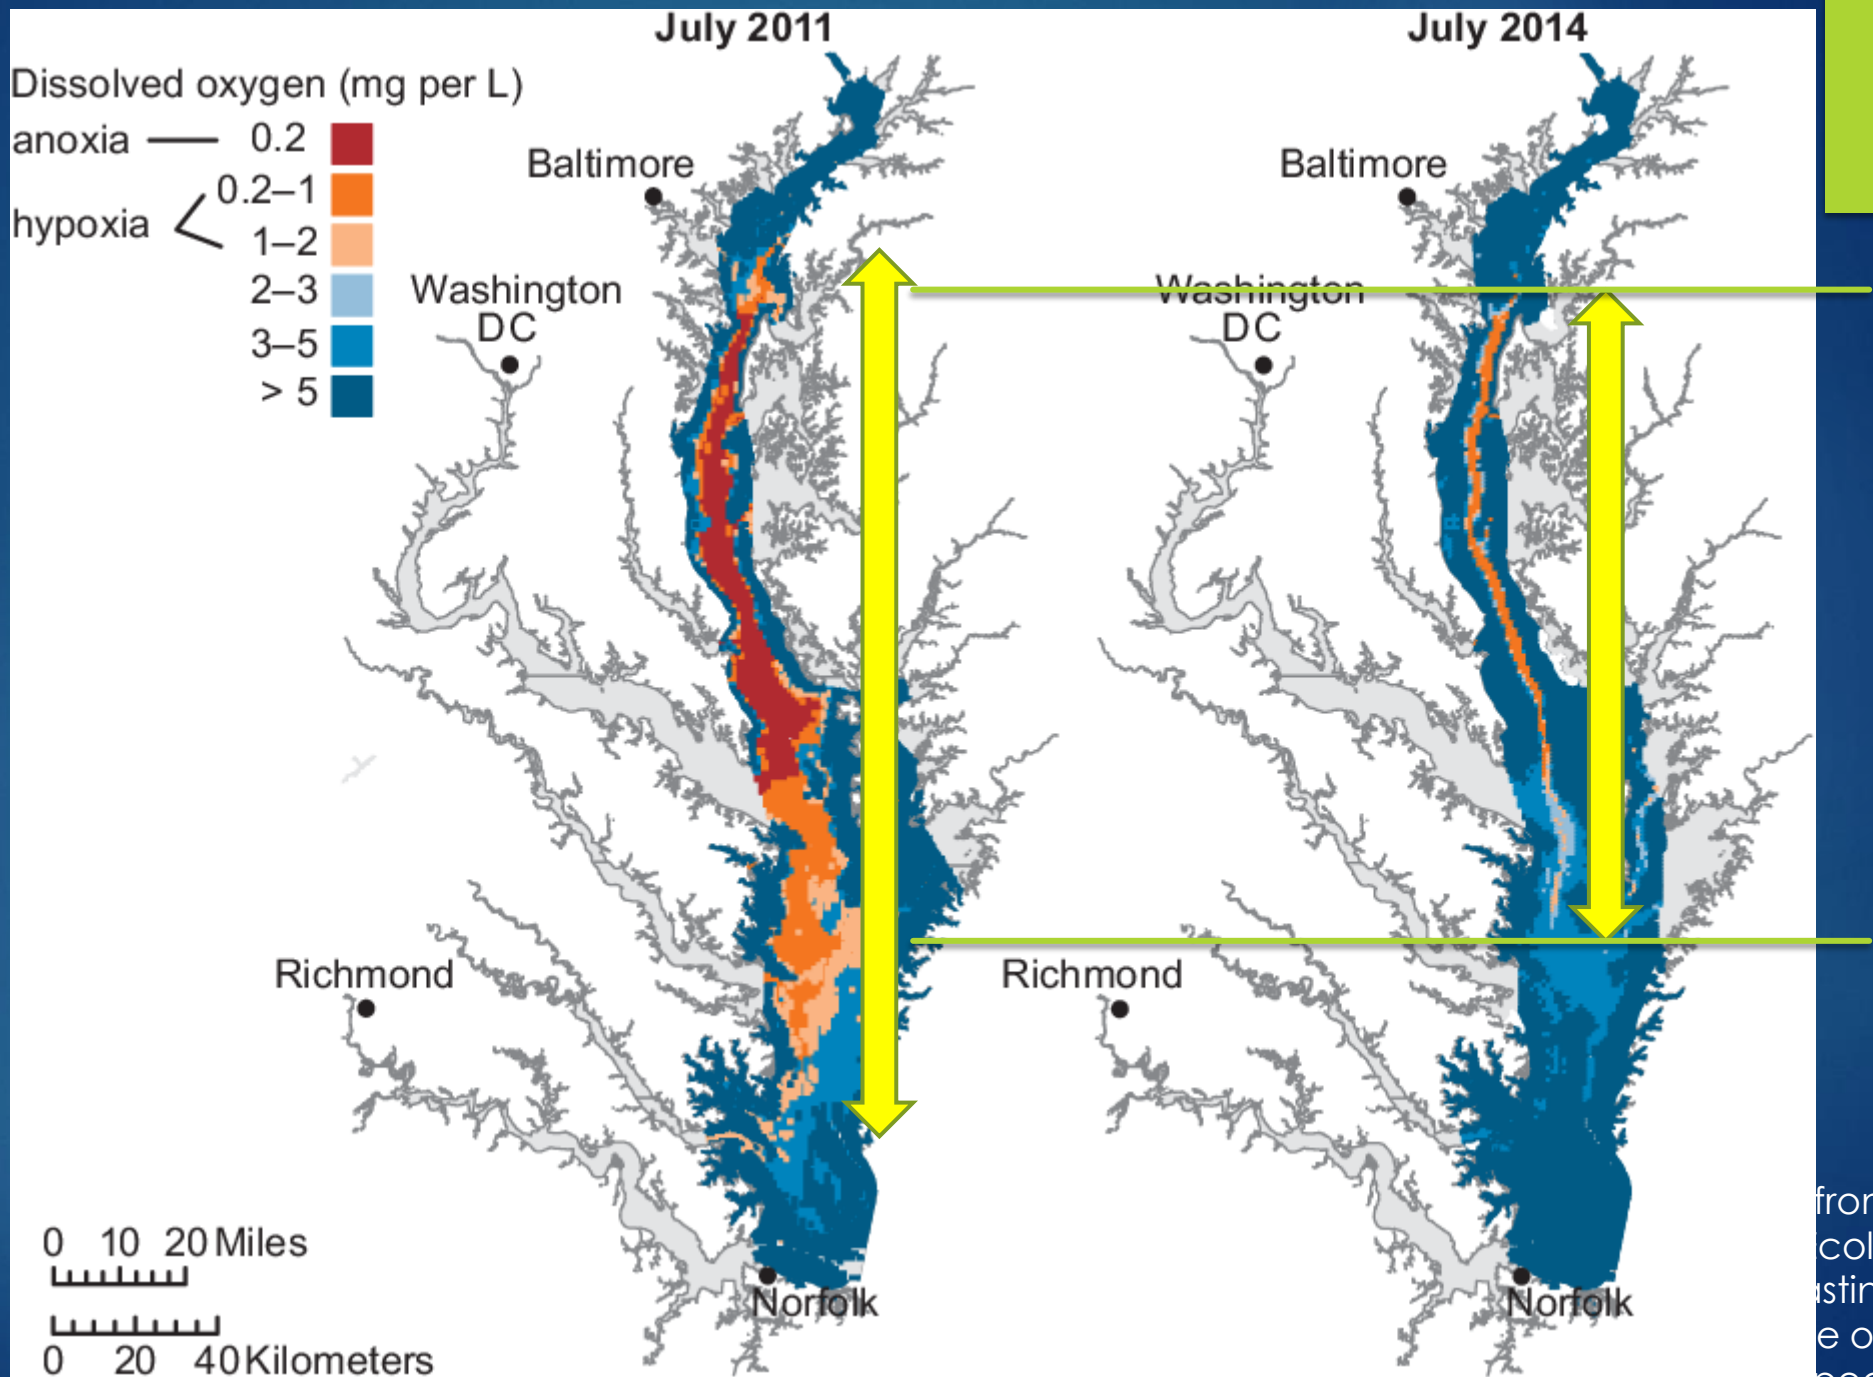 July 2011
July 2014
Dissolved oxygen (mg per L)
anoxia 0.2
hypoxia 0.2–1
1–2
2–3
3–5
> 5
Baltimore
Washington
DC
Richmond
Norfolk
Baltimore
Washington
DC
Richmond
Norfolk
0 10 20 Miles
0 20 40 Kilometers